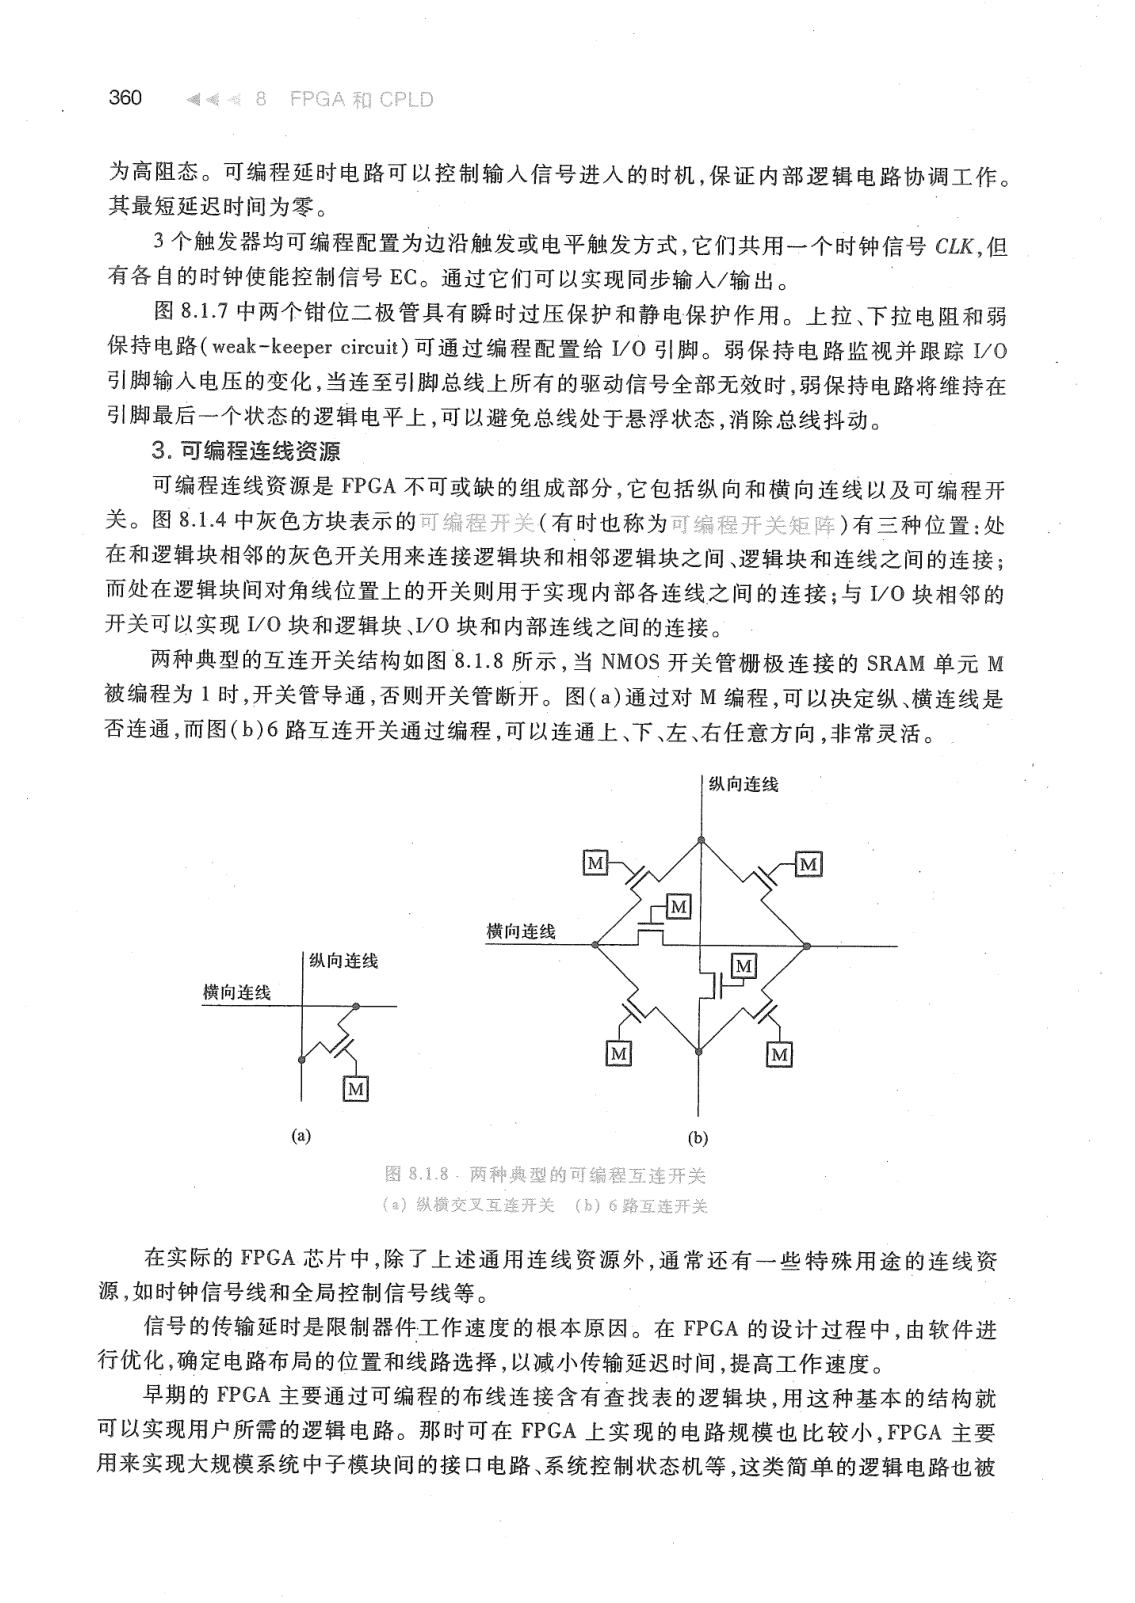 360 8 FPGA 和 CPLD
为高阻态。可编程延时电路可以控制输入信号进入的时机,保证内部逻辑电路协调工作。
其最短延迟时间为零。
3 个触发器均可编程配置为边沿触发或电平触发方式,它们共用一个时钟信号 CLK,但
有各自的时钟使能控制信号 EC。通过它们可以实现同步输入/输出。
图 8.1.7 中两个钳位二极管具有瞬时过压保护和静电保护作用。上拉、下拉电阻和弱
保持电路(weak-keeper circuit)可通过编程配置给 I/O 引脚。弱保持电路监视并跟踪 I/O
引脚输入电压的变化,当连至引脚总线上所有的驱动信号全部无效时,弱保持电路将维持在
引脚最后一个状态的逻辑电平上,可以避免总线处于悬浮状态,消除总线抖动。
3. 可编程连线资源
可编程连线资源是 FPGA 不可或缺的组成部分,它包括纵向和横向连线以及可编程开
关。图 8.1.4 中灰色方块表示的可编程开关(有时也称为可编程开关矩阵)有三种位置:处
在和逻辑块相邻的灰色开关用来连接逻辑块和相邻逻辑块之间、逻辑块和连线之间的连接;
而处在逻辑块间对角线位置上的开关则用于实现内部各连线之间的连接;与 I/O 块相邻的
开关可以实现 I/O 块和逻辑块、I/O 块和内部连线之间的连接。
两种典型的互连开关结构如图 8.1.8 所示,当 NMOS 开关管栅极连接的 SRAM 单元 M
被编程为 1 时,开关管导通,否则开关管断开。图(a)通过对 M 编程,可以决定纵、横连线是
否连通,而图(b)6 路互连开关通过编程,可以连通上、下、左、右任意方向,非常灵活。
纵向连线
横向连线
M
(a)
纵向连线
M
M
M
横向连线
M
M
M
(b)
图 8.1.8 两种典型的可编程互连开关
(a) 纵横交叉互连开关 (b) 6 路互连开关
在实际的 FPGA 芯片中,除了上述通用连线资源外,通常还有一些特殊用途的连线资
源,如时钟信号线和全局控制信号线等。
信号的传输延时是限制器件工作速度的根本原因。在 FPGA 的设计过程中,由软件进
行优化,确定电路布局的位置和线路选择,以减小传输延迟时间,提高工作速度。
早期的 FPGA 主要通过可编程的布线连接含有查找表的逻辑块,用这种基本的结构就
可以实现用户所需的逻辑电路。那时可在 FPGA 上实现的电路规模也比较小,FPGA 主要
用来实现大规模系统中子模块间的接口电路、系统控制状态机等,这类简单的逻辑电路也被